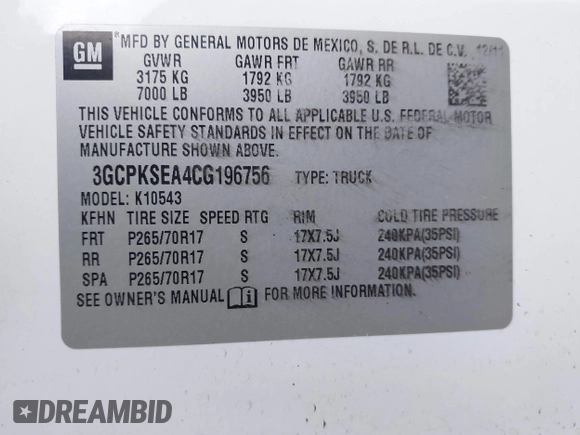 GM
MFD BY GENERAL MOTORS DE MEXICO, S. DE R.L. DE C.V. 12/11
GVWR GAWR FRT GAWR RR
3175 KG 1792 KG 1792 KG
7000 LB 3950 LB 3950 LB
THIS VEHICLE CONFORMS TO ALL APPLICABLE U.S. FEDERAL MOTOR
VEHICLE SAFETY STANDARDS IN EFFECT ON THE DATE OF
MANUFACTURE SHOWN ABOVE.
3GCPKSEA4CG196756 TYPE: TRUCK
MODEL: K10543
KFHN TIRE SIZE SPEED RTG RIM COLD TIRE PRESSURE
FRT P265/70R17 S 17X7.5J 240KPA(35PSI)
RR P265/70R17 S 17X7.5J 240KPA(35PSI)
SPA P265/70R17 S 17X7.5J 240KPA(35PSI)
SEE OWNER'S MANUAL FOR MORE INFORMATION.
DREAMBID